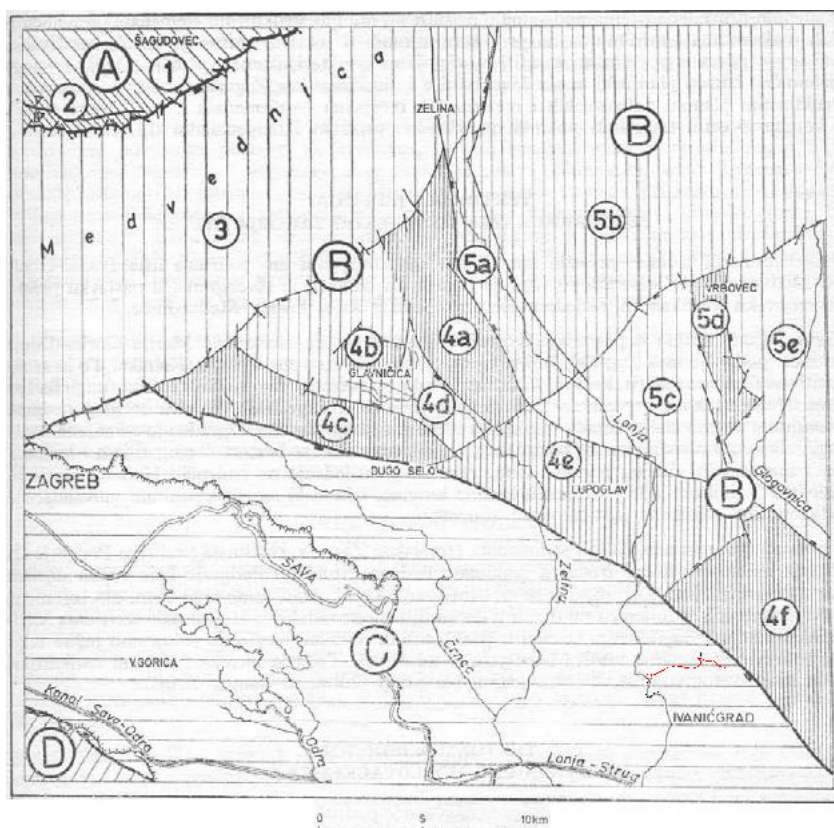 ŠAGUDOVEC
A
1
2
Medvednica
ZELINA
B
3
5b
B
5a
VRBOVEC
5d
5e
4b
4a
GLAVNIČICA
4d
5c
4c
Lonja
4e
DUGO SELO
LUPOGLAV
B
Glogovnica
ZAGREB
SAVA
Zelina
4f
Črnec
C
V. GORICA
IVANIĆGRAD
Kanal Sava-Odra
Odra
D
Lonja - Strug
0 5 10km